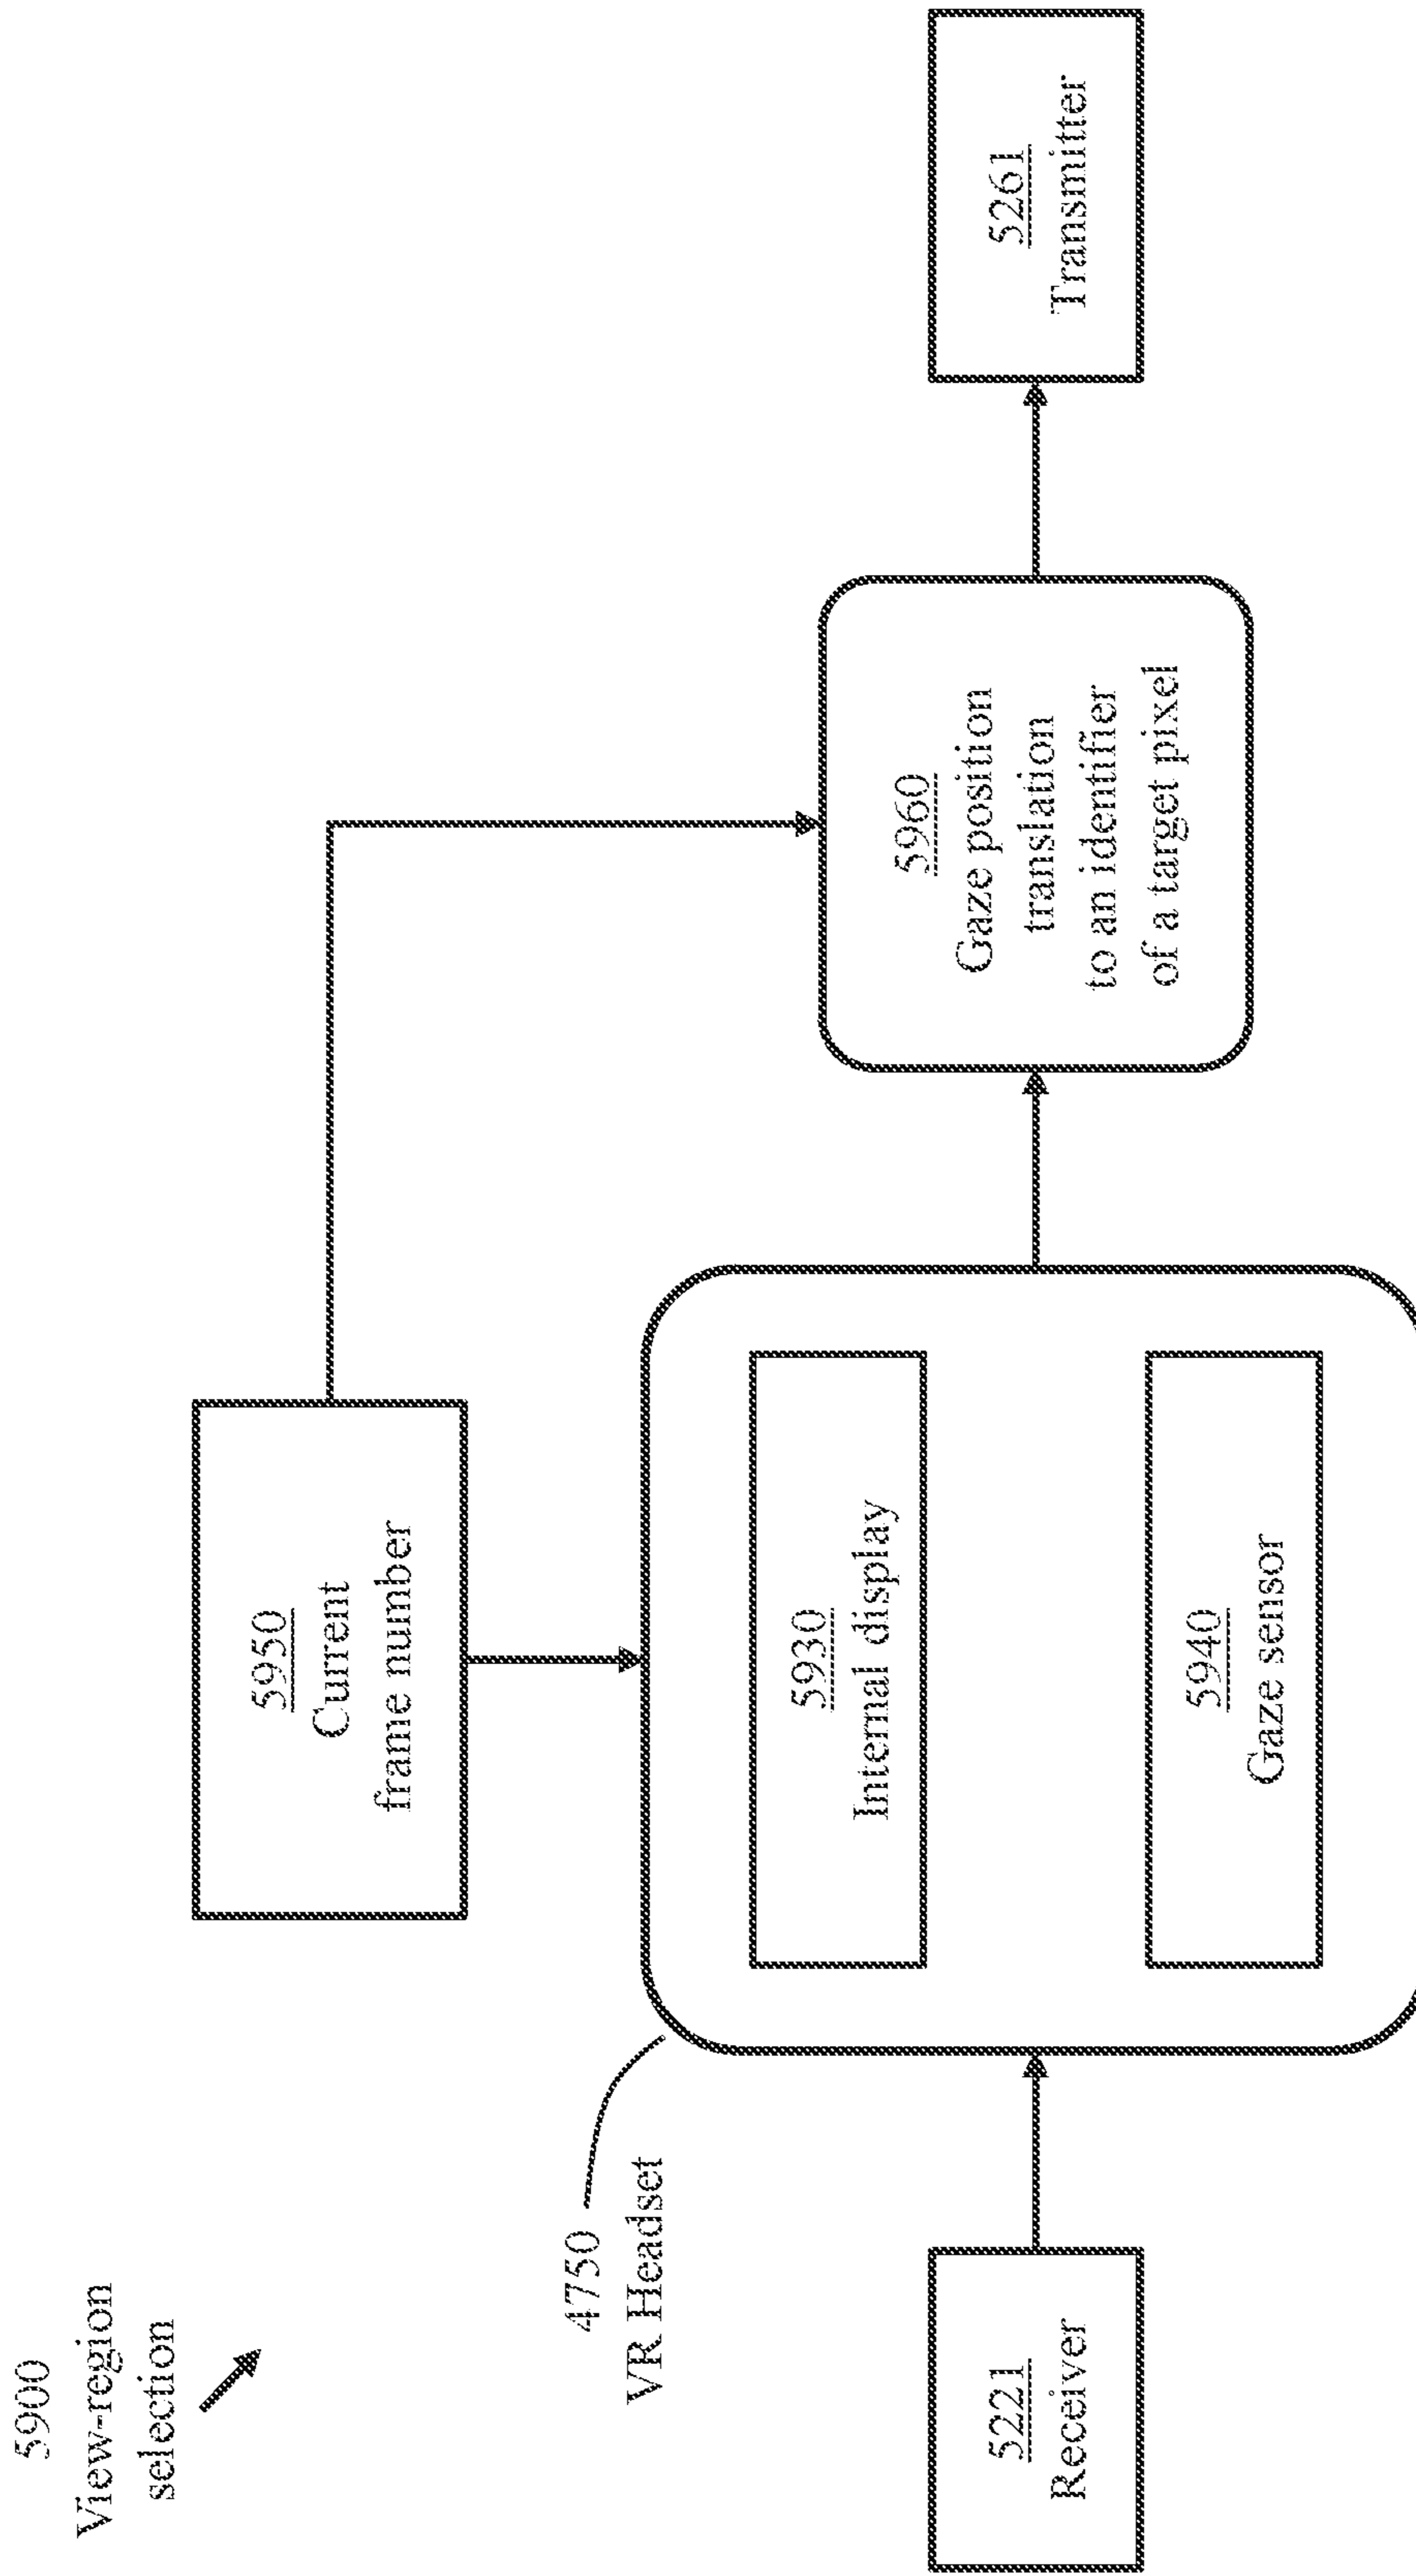 5900
View-region
selection
5950
Current
frame number
4750
VR Headset
5930
Internal display
5940
Gaze sensor
5221
Receiver
5960
Gaze position
translation
to an identifier
of a target pixel
5261
Transmitter